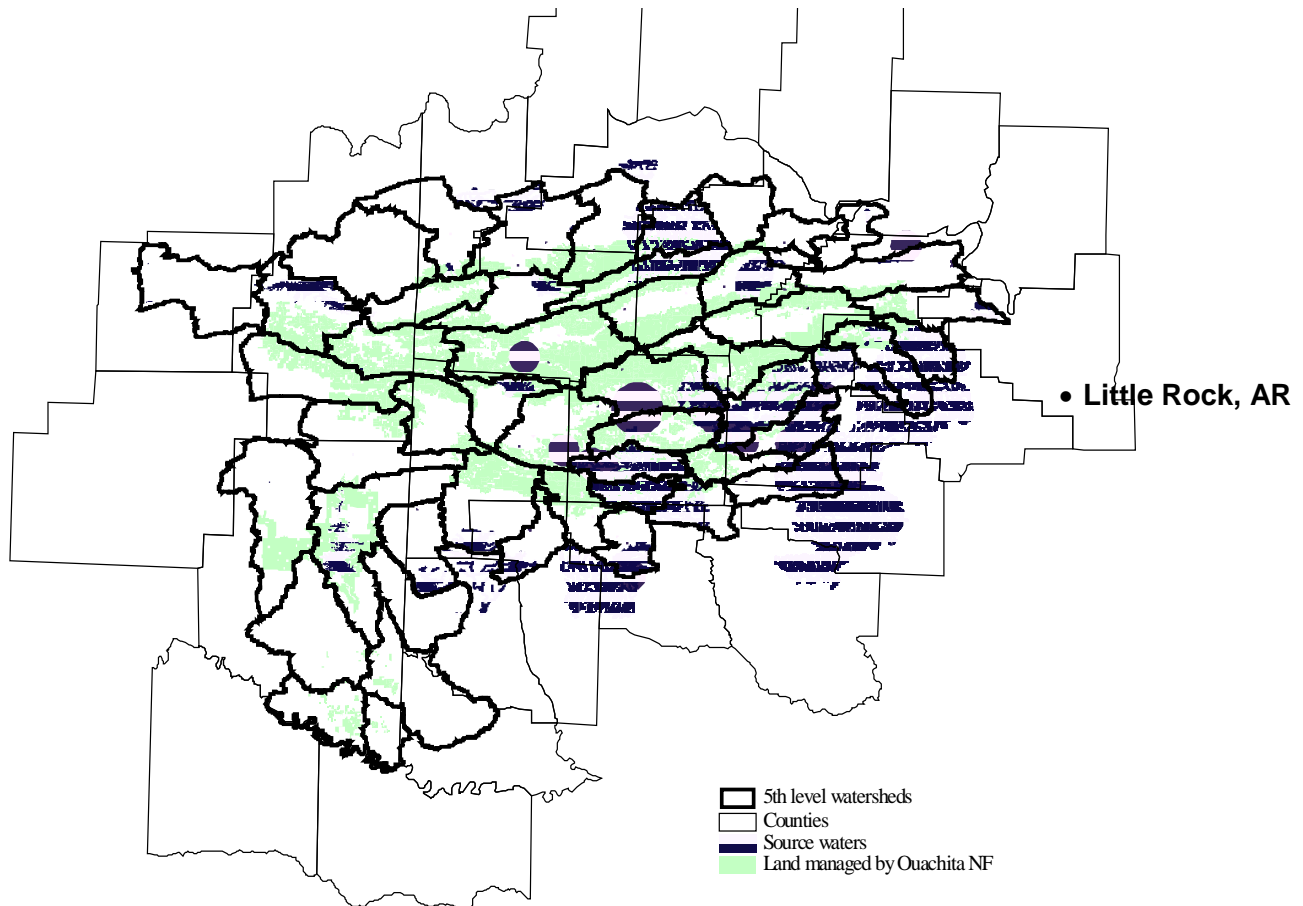 • Little Rock, AR
5th level watersheds
Counties
Source waters
Land managed by Ouachita NF